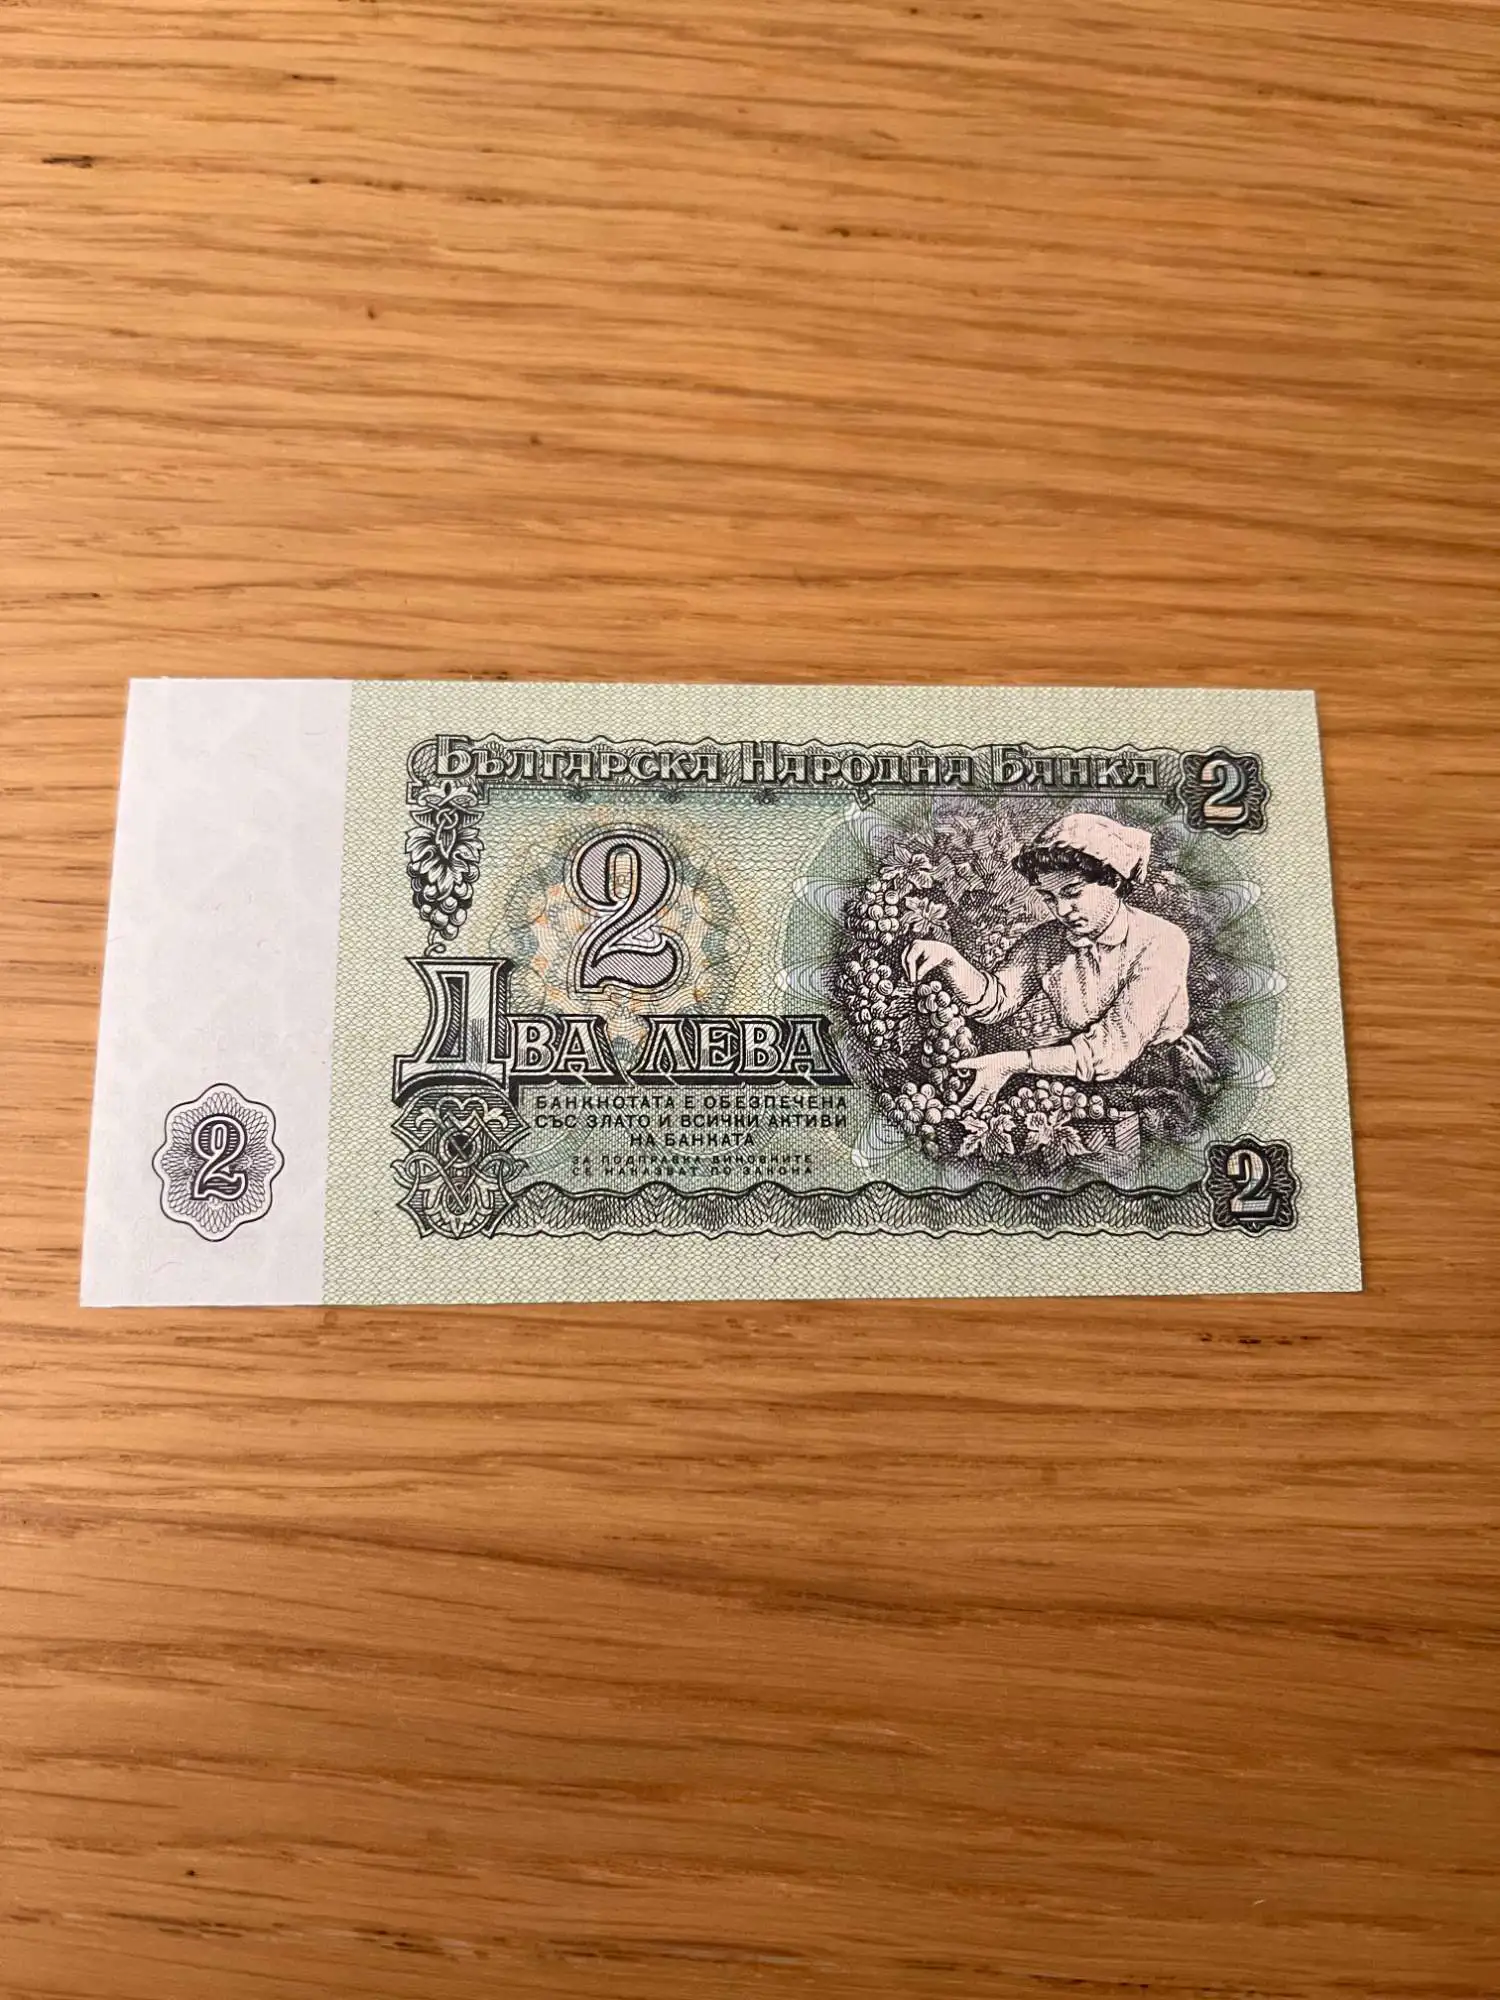 Българска Народна Банка
2
2
Два лева
Банкнотата е обезпечена
със злато и всички активи
на банката
За подправка виновните
се наказват по закона
2
2